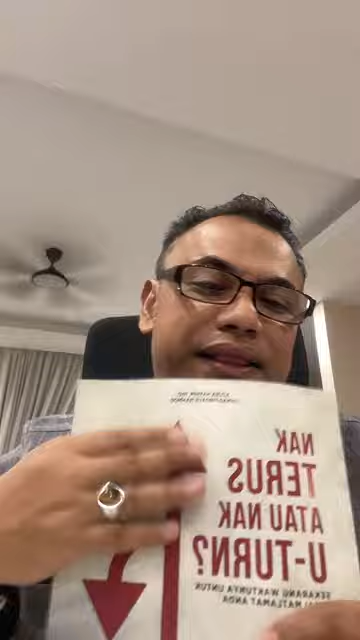 NAK
TERUS
ATAU NAK
U-TURN?
SEKARANG WAKTUNYA UNTUK
MATLAMAT ANDA